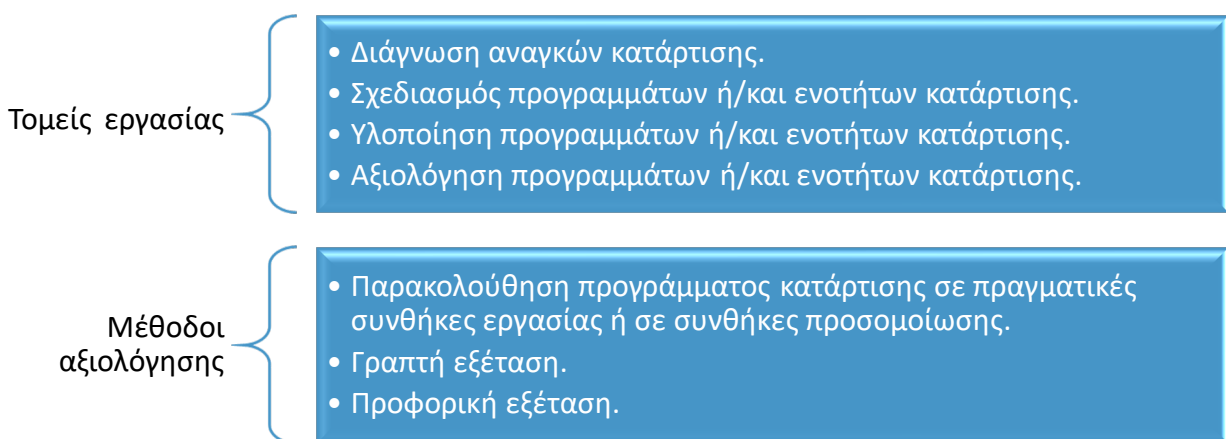 Τομείς εργασίας
• Διάγνωση αναγκών κατάρτισης.
• Σχεδιασμός προγραμμάτων ή/και ενοτήτων κατάρτισης.
• Υλοποίηση προγραμμάτων ή/και ενοτήτων κατάρτισης.
• Αξιολόγηση προγραμμάτων ή/και ενοτήτων κατάρτισης.
Μέθοδοι
αξιολόγησης
• Παρακολούθηση προγράμματος κατάρτισης σε πραγματικές
συνθήκες εργασίας ή σε συνθήκες προσομοίωσης.
• Γραπτή εξέταση.
• Προφορική εξέταση.